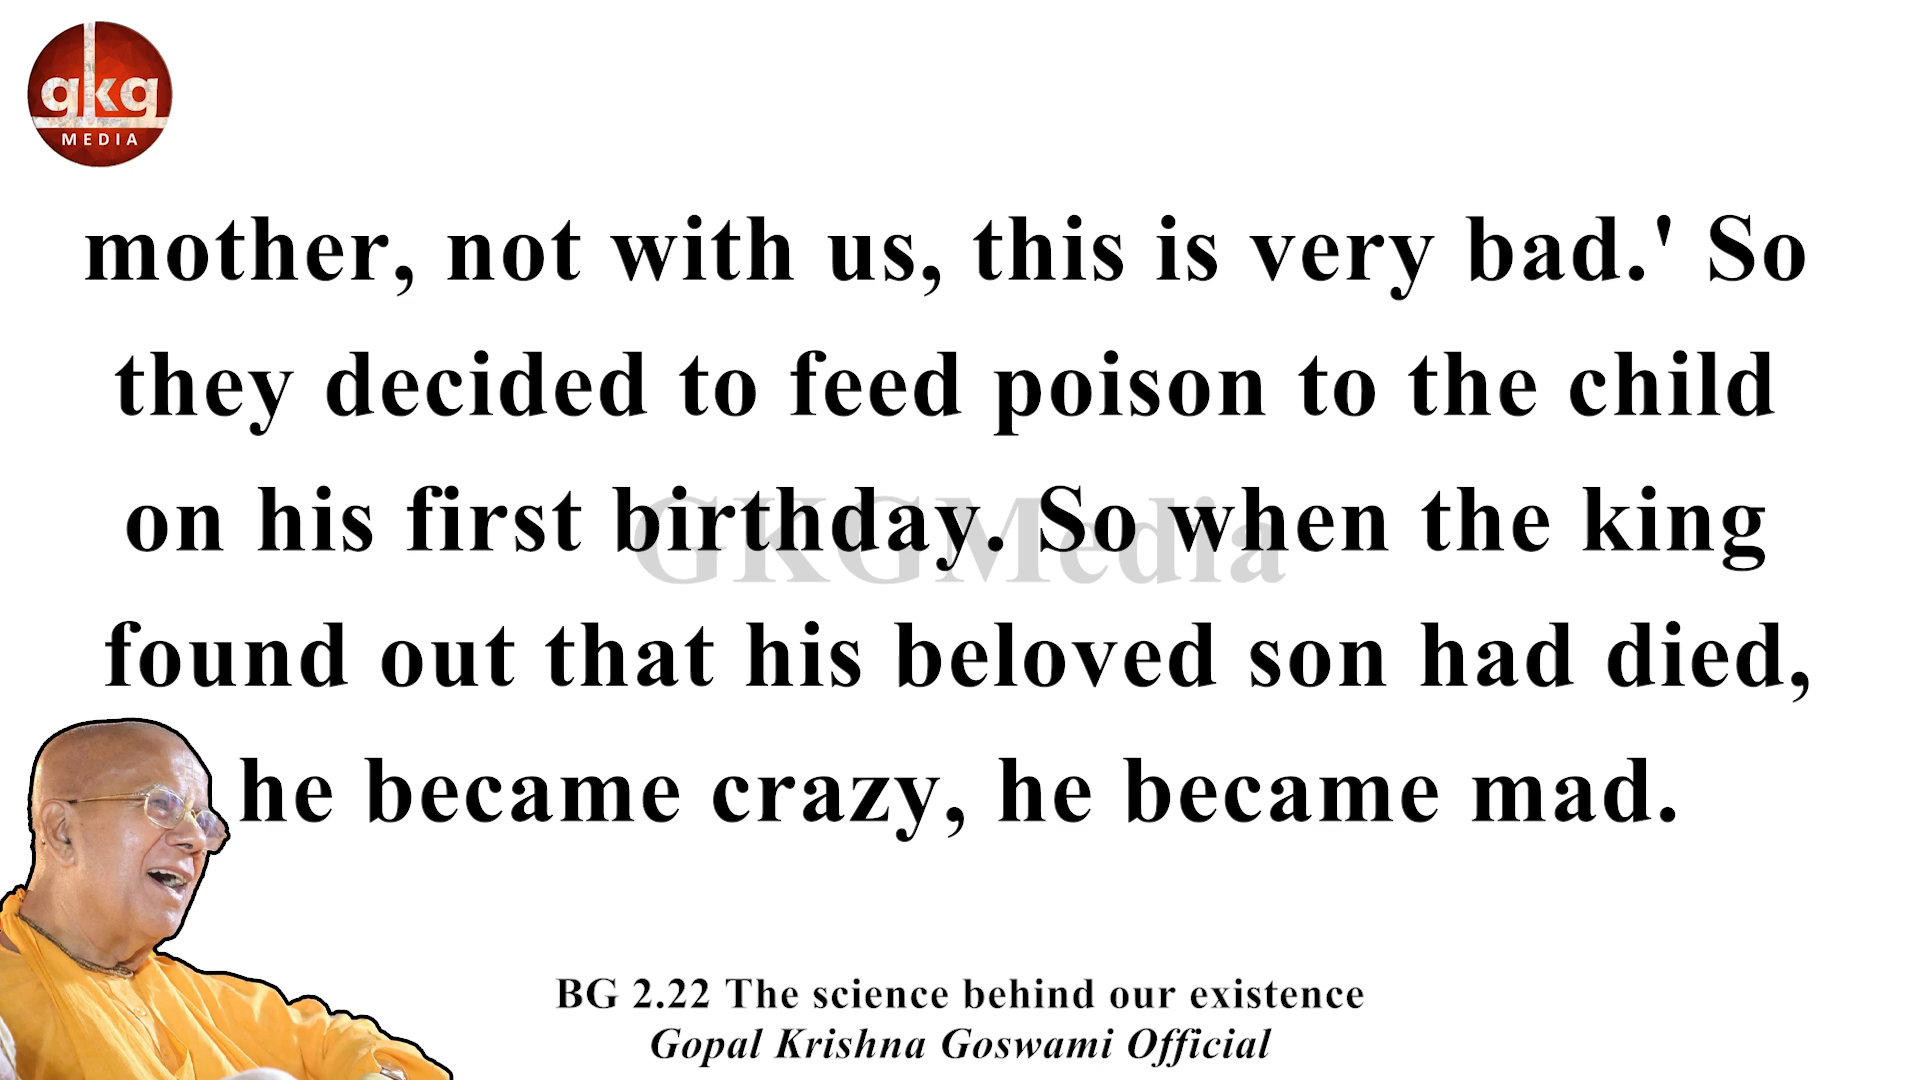 gkg
MEDIA
mother, not with us, this is very bad.' So
they decided to feed poison to the child
on his first birthday. So when the king
GKGMedia
found out that his beloved son had died,
he became crazy, he became mad.
BG 2.22 The science behind our existence
Gopal Krishna Goswami Official